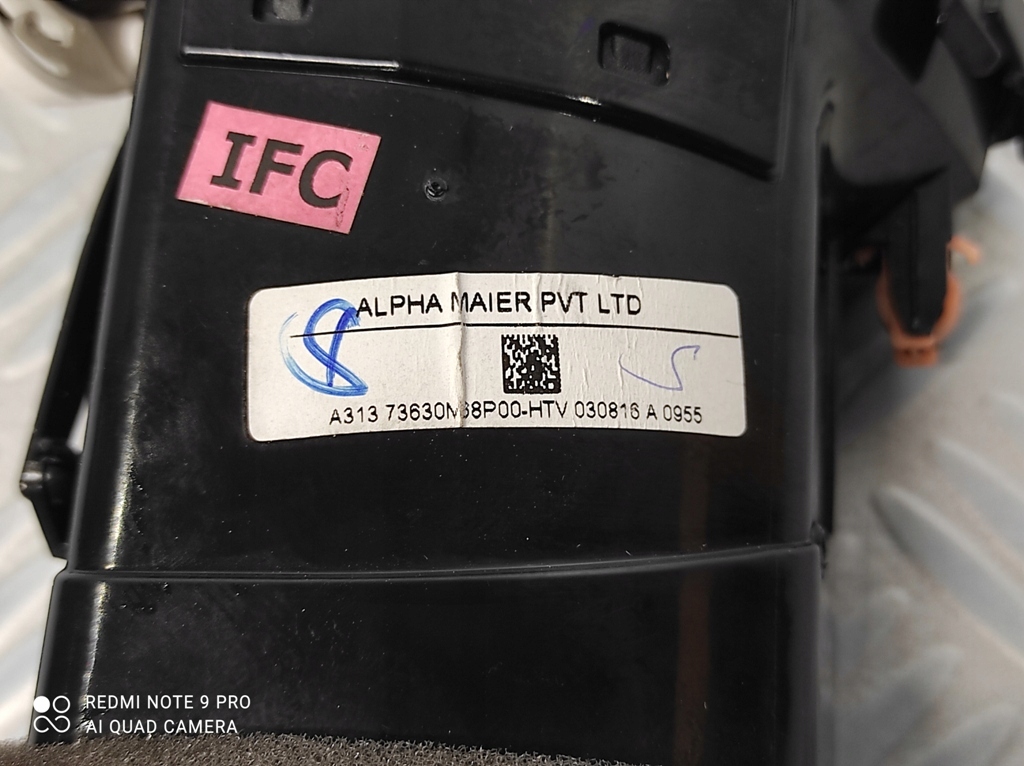 IFC
ALPHA MAIER PVT LTD
A313 73630M68P00-HTV 030816 A 0955
REDMI NOTE 9 PRO
AI QUAD CAMERA